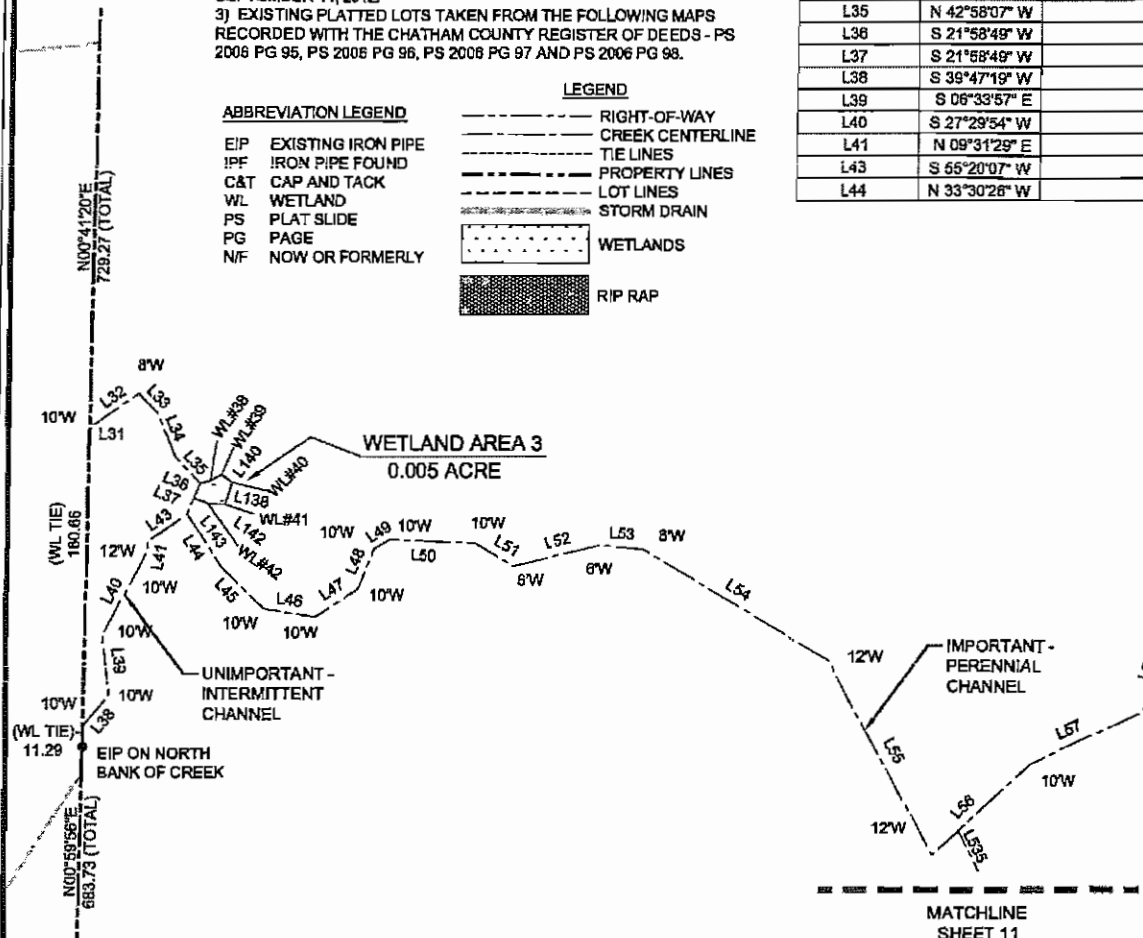 3) EXISTING PLATTED LOTS TAKEN FROM THE FOLLOWING MAPS
RECORDED WITH THE CHATHAM COUNTY REGISTER OF DEEDS - PS
2006 PG 95, PS 2006 PG 96, PS 2006 PG 97 AND PS 2006 PG 98.
L35 N 42°58'07" W
L36 S 21°58'49" W
L37 S 21°58'49" W
L38 S 39°47'19" W
L39 S 06°33'57" E
L40 S 27°29'54" W
L41 N 09°31'29" E
L43 S 55°20'07" W
L44 N 33°30'26" W
ABBREVIATION LEGEND
EIP EXISTING IRON PIPE
IPF IRON PIPE FOUND
C&T CAP AND TACK
WL WETLAND
PS PLAT SLIDE
PG PAGE
N/F NOW OR FORMERLY
LEGEND
RIGHT-OF-WAY
CREEK CENTERLINE
TIE LINES
PROPERTY LINES
LOT LINES
STORM DRAIN
WETLANDS
RIP RAP
N00°41'20"E
729.27 (TOTAL)
8'W
L32
L33
10'W
L31
L34
WL#38
WL#39
L35
L140
WL#40
WETLAND AREA 3
0.005 ACRE
L36
L37
L138
WL#41
(WL TIE)
180.66
L43
L143
L142
WL#42
10'W
L49
10'W
10'W
L50
L51
L52
L53
8'W
6'W
6'W
12'W
L41
L44
L48
L40
10'W
L45
L46
L47
10'W
L54
10'W
10'W
10'W
L39
UNIMPORTANT -
INTERMITTENT
CHANNEL
12'W
IMPORTANT -
PERENNIAL
CHANNEL
10'W
10'W
L38
(WL TIE)
11.29
EIP ON NORTH
BANK OF CREEK
L55
L57
10'W
N00°59'56"E
683.73 (TOTAL)
12'W
L56
L535
MATCHLINE
SHEET 11